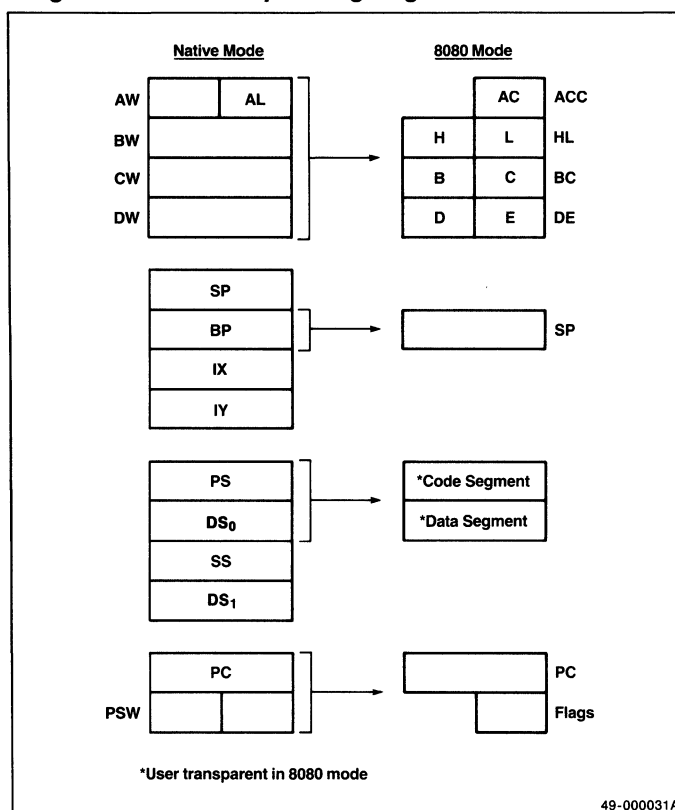 Native Mode 8080 Mode
AW AL AC ACC
BW H L HL
CW B C BC
DW D E DE
SP
BP SP
IX
IY
PS *Code Segment
DS0 *Data Segment
SS
DS1
PC PC
PSW Flags
*User transparent in 8080 mode
49-000031A